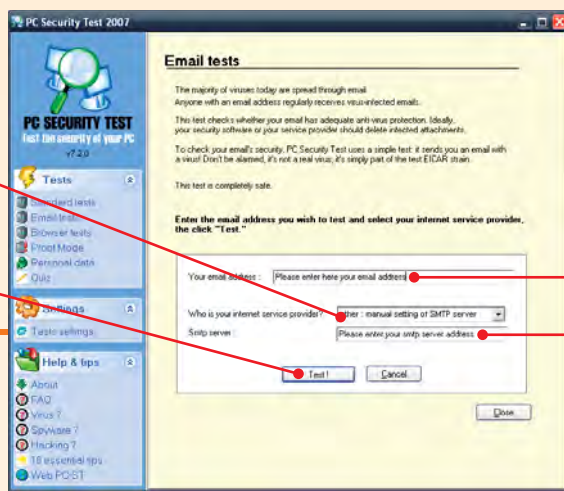 PC Security Test 2007
PC SECURITY TEST
Test the security of your PC
v7.2.0
Tests
Standard tests
Email tests
Browser tests
Proof Mode
Personal data
Quiz
Settings
Tests settings
Help & tips
About
FAQ
Virus ?
Spyware ?
Hacking ?
10 essential tips
Web PC-ST
Email tests
The majority of viruses today are spread through email.
Anyone with an email address regularly receives virus-infected emails.
This test checks whether your email has adequate anti-virus protection. Ideally,
your security software or your service provider should delete infected attachments.
To check your email's security, PC Security Test uses a simple test: it sends you an email with
a virus! Don't be alarmed, it's not a real virus; it's simply part of the test EICAR strain.
This test is completely safe.
Enter the email address you wish to test and select your internet service provider,
the click "Test."
Your email address : Please enter here your email address
Who is your internet service provider? ther : manual setting of SMTP server
Smtp server : Please enter your smtp server address
Test !
Cancel
Close